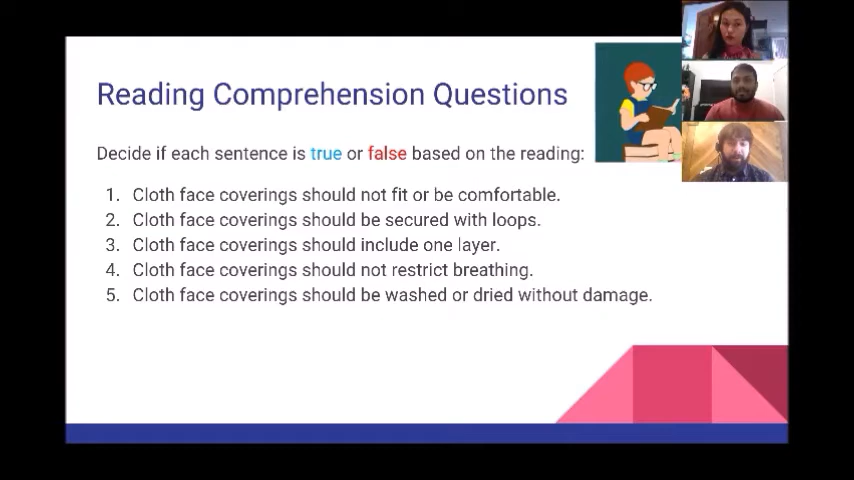 Reading Comprehension Questions
Decide if each sentence is true or false based on the reading:
1. Cloth face coverings should not fit or be comfortable.
2. Cloth face coverings should be secured with loops.
3. Cloth face coverings should include one layer.
4. Cloth face coverings should not restrict breathing.
5. Cloth face coverings should be washed or dried without damage.